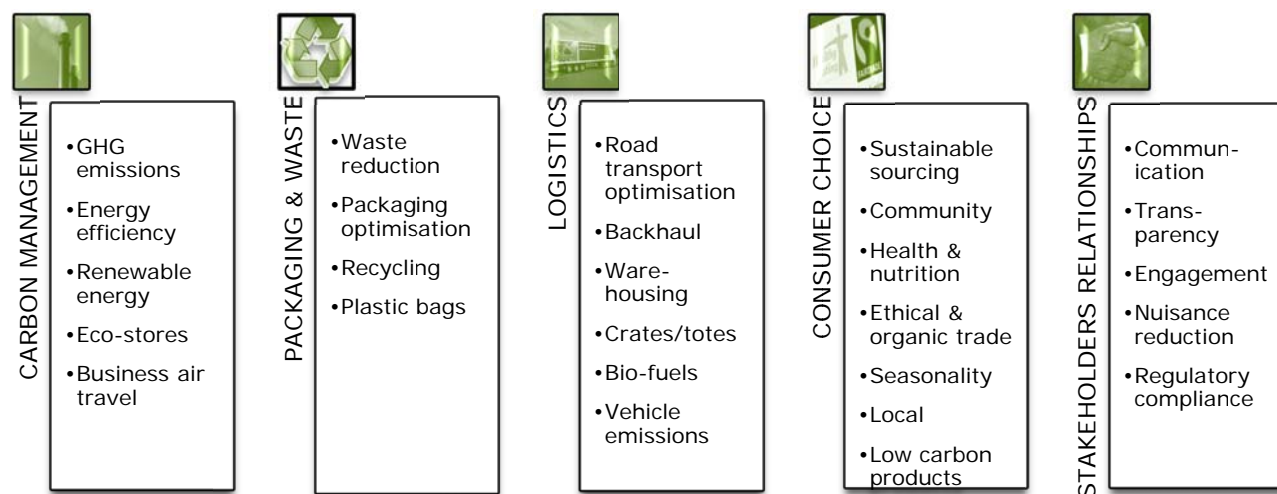 CARBON MANAGEMENT
•GHG
emissions
•Energy
efficiency
•Renewable
energy
•Eco-stores
•Business air
travel
PACKAGING & WASTE
•Waste
reduction
•Packaging
optimisation
•Recycling
•Plastic bags
LOGISTICS
•Road
transport
optimisation
•Backhaul
•Ware-
housing
•Crates/totes
•Bio-fuels
•Vehicle
emissions
CONSUMER CHOICE
•Sustainable
sourcing
•Community
•Health &
nutrition
•Ethical &
organic trade
•Seasonality
•Local
•Low carbon
products
STAKEHOLDERS RELATIONSHIPS
•Commun-
ication
•Trans-
parency
•Engagement
•Nuisance
reduction
•Regulatory
compliance